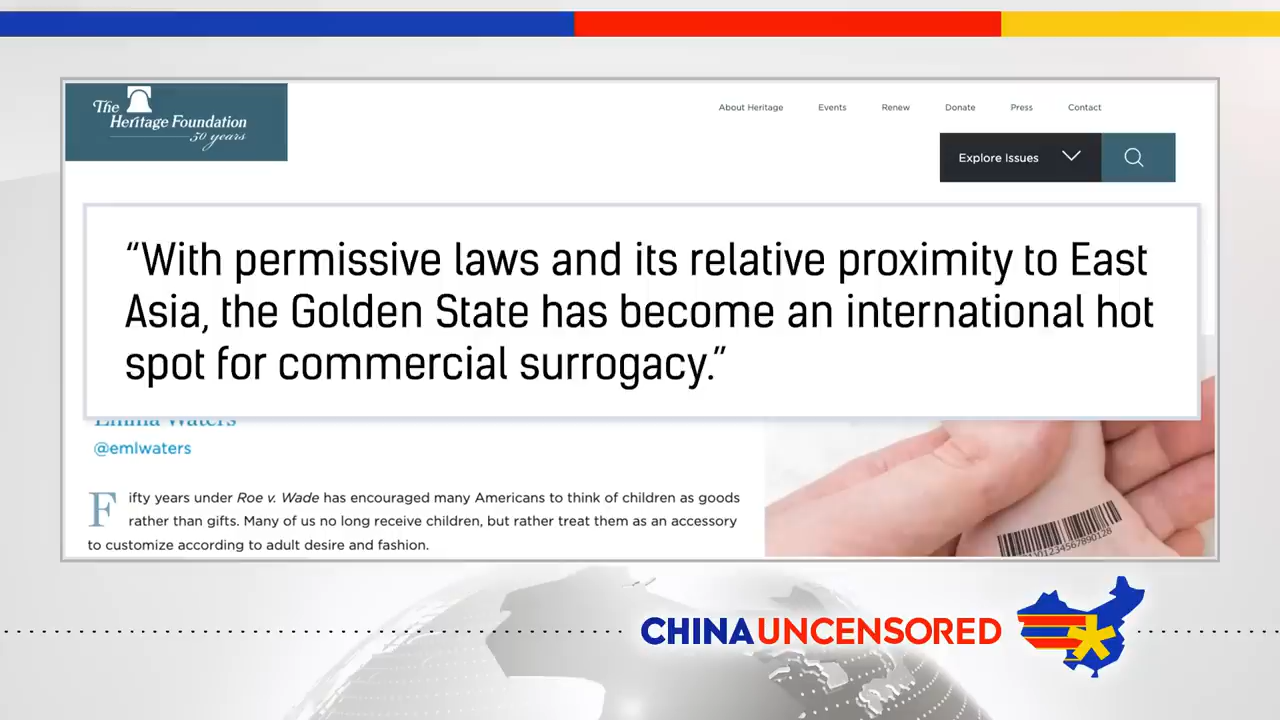 The
Heritage Foundation
50 years
About Heritage Events Renew Donate Press Contact
Explore Issues
“With permissive laws and its relative proximity to East
Asia, the Golden State has become an international hot
spot for commercial surrogacy.”
Emma Waters
@emlwaters
Fifty years under Roe v. Wade has encouraged many Americans to think of children as goods
rather than gifts. Many of us no longer receive children, but rather treat them as an accessory
to customize according to adult desire and fashion.
CHINA UNCENSORED